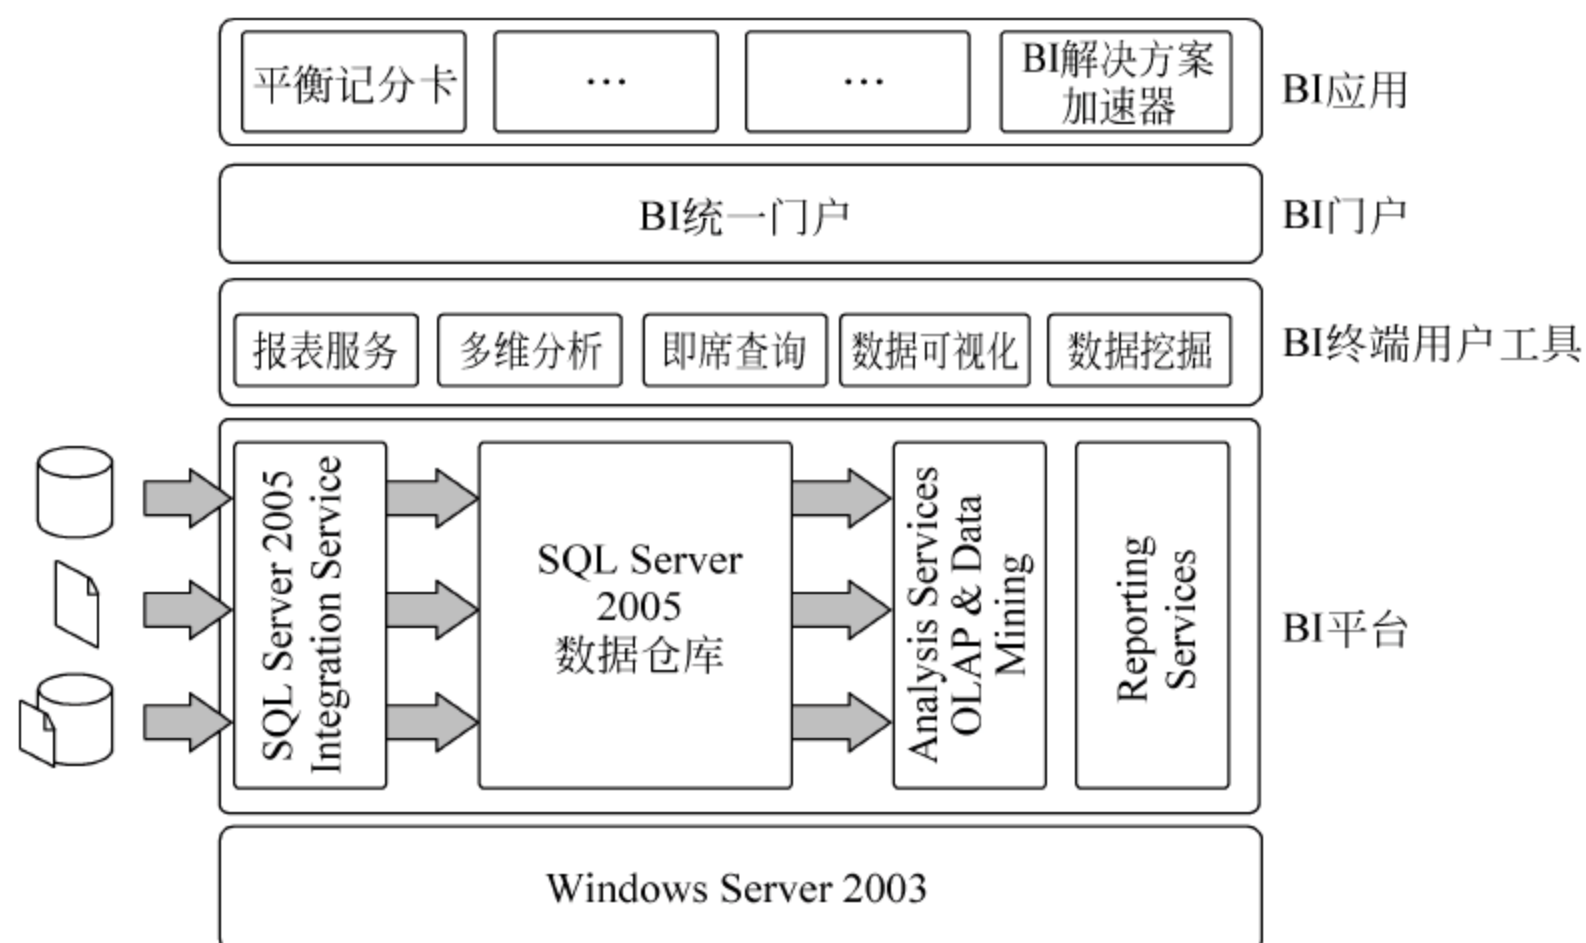 平衡记分卡
…
…
BI解决方案
加速器
BI应用
BI统一门户
BI门户
报表服务
多维分析
即席查询
数据可视化
数据挖掘
BI终端用户工具
SQL Server 2005
Integration Service
SQL Server
2005
数据仓库
Analysis Services
OLAP & Data
Mining
Reporting
Services
BI平台
Windows Server 2003